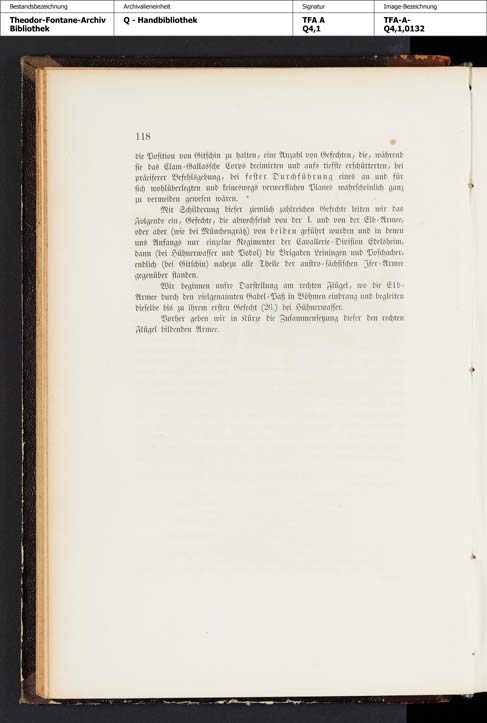 Bestandsbezeichnung Archivalieneinheit Signatur Image-Bezeichnung
Theodor-Fontane-Archiv Q - Handbibliothek TFA A TFA-A-
Bibliothek Q4,1 Q4,1,0132
118
die Position von Gitschin zu halten, eine Anzahl von Gefechten, die, während
sie das Clam-Gallassche Corps decimirten und aufs tiefste erschütterten, bei
präciserer Befehlsgebung, bei fester Durchführung eines an und für
sich wohlüberlegten und keineswegs verwerflichen Planes wahrscheinlich ganz
zu vermeiden gewesen wären.
Mit Schilderung dieser ziemlich zahlreichen Gefechte leiten wir das
Folgende ein, Gefechte, die abwechselnd von der I. und von der Elb-Armee,
oder aber (wie bei Münchengrätz) von beiden geführt wurden und in denen
uns Anfangs nur einzelne Regimenter der Cavallerie-Division Edelsheim,
dann (bei Hühnerwasser und Podol) die Brigaden Leiningen und Poschacher,
endlich (bei Gitschin) nahezu alle Theile der austro-sächsischen Iser-Armee
gegenüber standen.
Wir beginnen unsre Darstellung am rechten Flügel, wo die Elb-
Armee durch den vielgenannten Gabel-Paß in Böhmen eindrang und begleiten
dieselbe bis zu ihrem ersten Gefecht (26.) bei Hühnerwasser.
Vorher geben wir in Kürze die Zusammensetzung dieser den rechten
Flügel bildenden Armee.